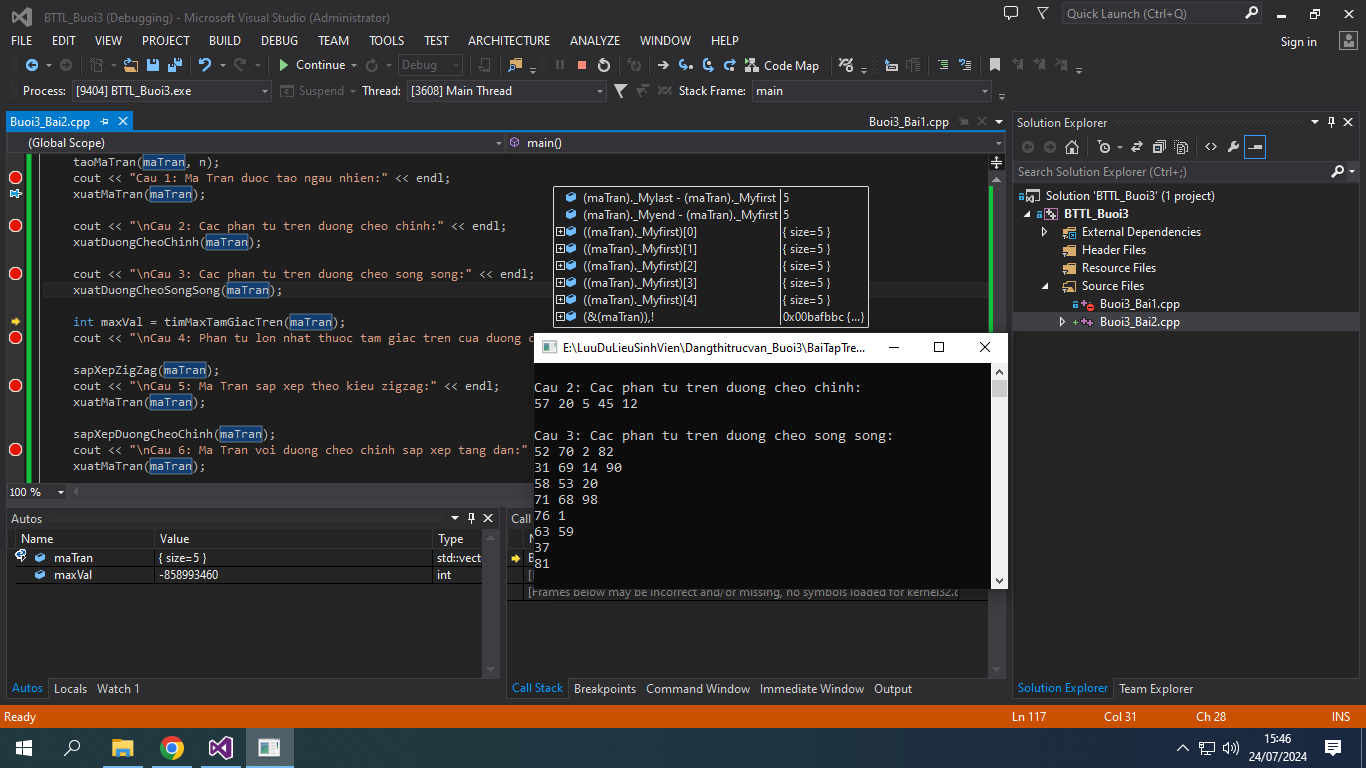 BTTL_Buoi3 (Debugging) - Microsoft Visual Studio (Administrator)
Quick Launch (Ctrl+Q)
FILE EDIT VIEW PROJECT BUILD DEBUG TEAM TOOLS TEST ARCHITECTURE ANALYZE WINDOW HELP
Sign in
Continue Debug Code Map
Process: [9404] BTTL_Buoi3.exe Suspend Thread: [3608] Main Thread Stack Frame: main
Buoi3_Bai2.cpp Buoi3_Bai1.cpp
(Global Scope) main()
taoMaTran(maTran, n);
cout << "Cau 1: Ma Tran duoc tao ngau nhien:" << endl;
xuatMaTran(maTran);
cout << "\nCau 2: Cac phan tu tren duong cheo chinh:" << endl;
xuatDuongCheoChinh(maTran);
cout << "\nCau 3: Cac phan tu tren duong cheo song song:" << endl;
xuatDuongCheoSongSong(maTran);
int maxVal = timMaxTamGiacTren(maTran);
cout << "\nCau 4: Phan tu lon nhat thuoc tam giac tren cua duong c
sapXepZigZag(maTran);
cout << "\nCau 5: Ma Tran sap xep theo kieu zigzag:" << endl;
xuatMaTran(maTran);
sapXepDuongCheoChinh(maTran);
cout << "\nCau 6: Ma Tran voi duong cheo chinh sap xep tang dan:"
xuatMaTran(maTran);
100 %
(maTran)._Mylast - (maTran)._Myfirst 5
(maTran)._Myend - (maTran)._Myfirst 5
((maTran)._Myfirst)[0] { size=5 }
((maTran)._Myfirst)[1] { size=5 }
((maTran)._Myfirst)[2] { size=5 }
((maTran)._Myfirst)[3] { size=5 }
((maTran)._Myfirst)[4] { size=5 }
(&(maTran)),! 0x00bafbbc {...}
E:\LuuDuLieuSinhVien\Dangthitrucvan_Buoi3\BaiTapTre...
Cau 2: Cac phan tu tren duong cheo chinh:
57 20 5 45 12
Cau 3: Cac phan tu tren duong cheo song song:
52 70 2 82
31 69 14 90
58 53 20
71 68 98
76 1
63 59
37
81
Autos
Name Value Type
maTran { size=5 } std::vect
maxVal -858993460 int
Autos Locals Watch 1
Call
[Frames below may be incorrect and/or missing, no symbols loaded for kernel32.c
Call Stack Breakpoints Command Window Immediate Window Output
Solution Explorer
Search Solution Explorer (Ctrl+;)
Solution 'BTTL_Buoi3' (1 project)
BTTL_Buoi3
External Dependencies
Header Files
Resource Files
Source Files
Buoi3_Bai1.cpp
Buoi3_Bai2.cpp
Solution Explorer Team Explorer
Ready Ln 117 Col 31 Ch 28 INS
15:46
24/07/2024